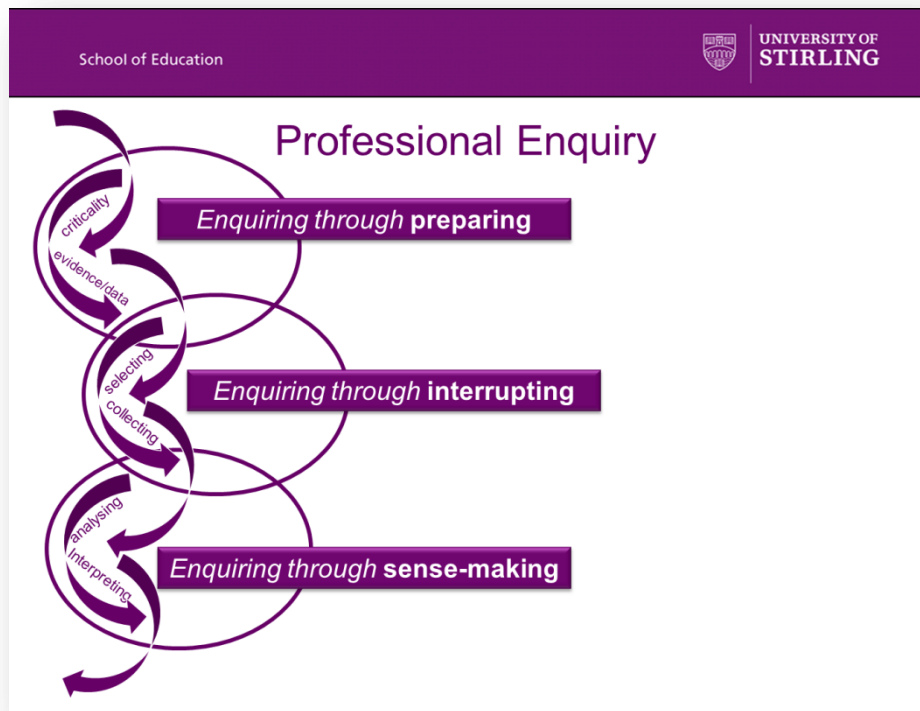 School of Education
UNIVERSITY OF
STIRLING
Professional Enquiry
criticality
Enquiring through preparing
evidence/data
selecting
Enquiring through interrupting
collecting
analysing
Interpreting
Enquiring through sense-making